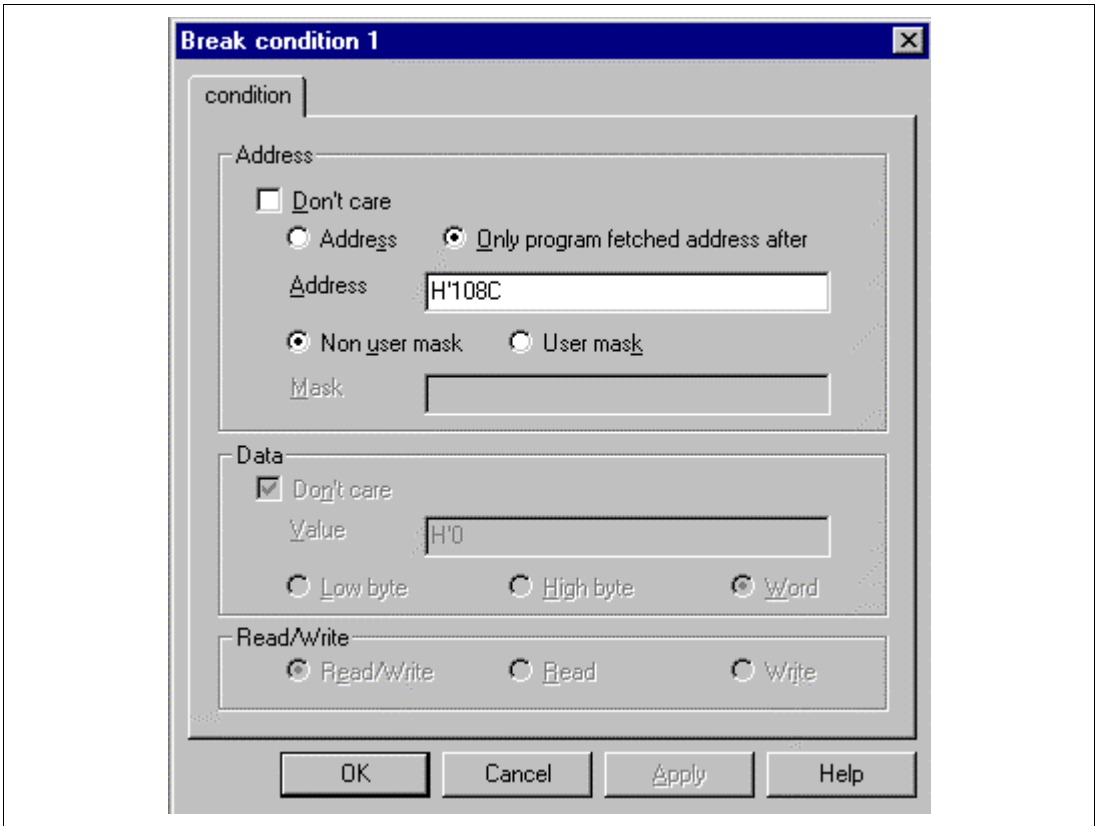 Break condition 1
condition
Address
Don't care
Address Only program fetched address after
Address H'108C
Non user mask User mask
Mask
Data
Don't care
Value H'0
Low byte High byte Word
Read/Write
Read/Write Read Write
OK Cancel Apply Help